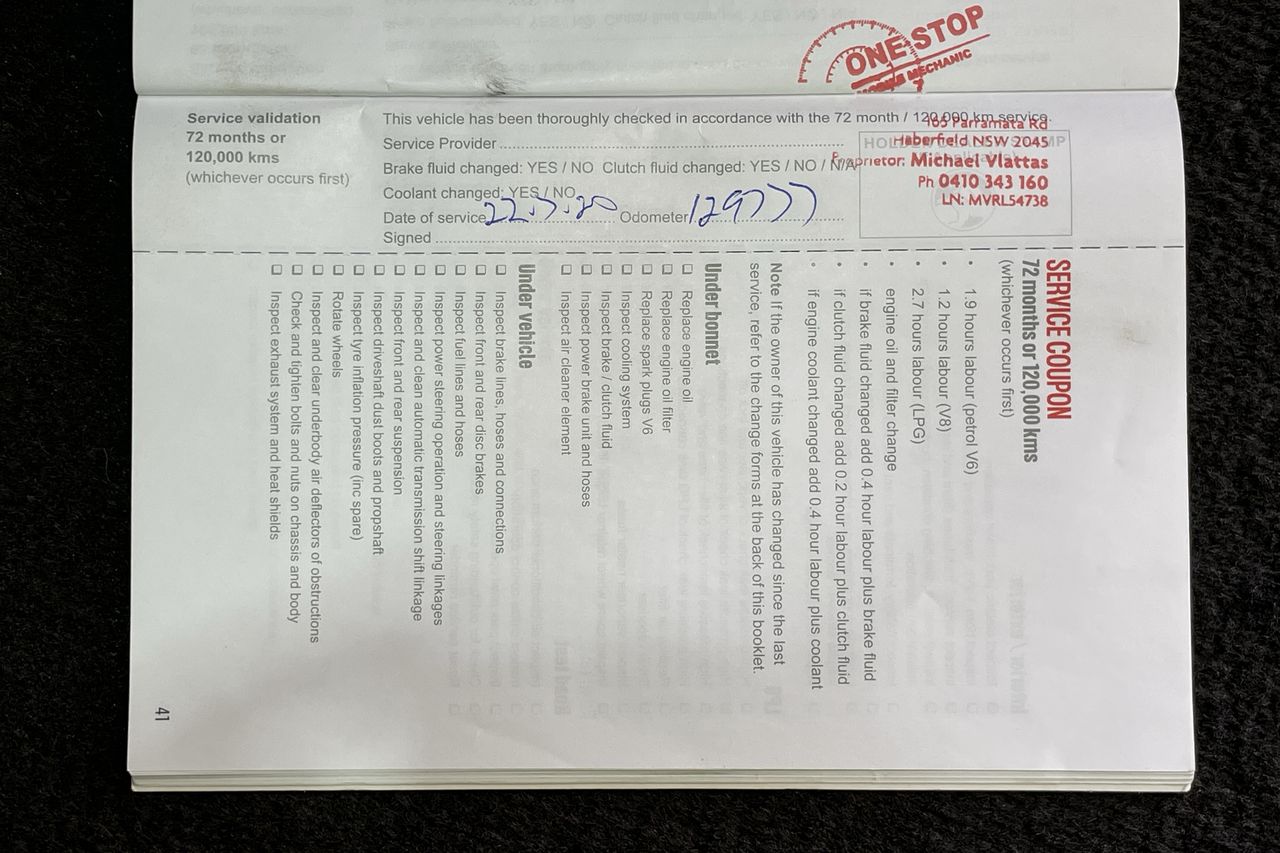 ONE STOP
MOBILE MECHANIC
165 Parramata Rd
Haberfield NSW 2045
Proprietor: Michael Vlattas
Ph 0410 343 160
LN: MVRL54738
Service validation
72 months or
120,000 kms
(whichever occurs first)
This vehicle has been thoroughly checked in accordance with the 72 month / 120,000 km service.
Service Provider
Brake fluid changed: YES / NO Clutch fluid changed: YES / NO / N/A
Coolant changed: YES / NO
Date of service 22.7.20 Odometer 129777
Signed
SERVICE COUPON
72 months or 120,000 kms
(whichever occurs first)
• 1.9 hours labour (petrol V6)
• 1.2 hours labour (V8)
• 2.7 hours labour (LPG)
• engine oil and filter change
• if brake fluid changed add 0.4 hour labour plus brake fluid
• if clutch fluid changed add 0.2 hour labour plus clutch fluid
• if engine coolant changed add 0.4 hour labour plus coolant
Note If the owner of this vehicle has changed since the last
service, refer to the change forms at the back of this booklet.
Under bonnet
☐ Replace engine oil
☐ Replace engine oil filter
☐ Replace spark plugs V6
☐ Inspect cooling system
☐ Inspect brake / clutch fluid
☐ Inspect power brake unit and hoses
☐ Inspect air cleaner element
Under vehicle
☐ Inspect brake lines, hoses and connections
☐ Inspect front and rear disc brakes
☐ Inspect fuel lines and hoses
☐ Inspect power steering operation and steering linkages
☐ Inspect and clean automatic transmission shift linkage
☐ Inspect front and rear suspension
☐ Inspect driveshaft dust boots and propshaft
☐ Inspect tyre inflation pressure (inc spare)
☐ Rotate wheels
☐ Inspect and clear underbody air deflectors of obstructions
☐ Check and tighten bolts and nuts on chassis and body
☐ Inspect exhaust system and heat shields
41